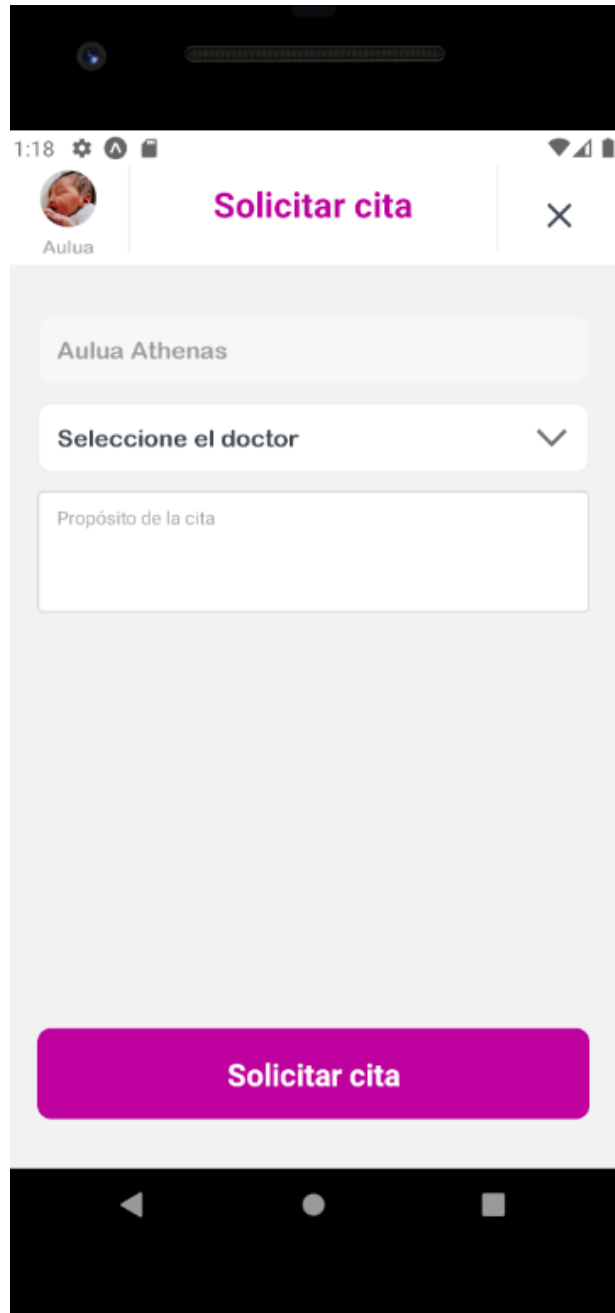 1:18
Solicitar cita
Aulua
Aulua Athenas
Seleccione el doctor
Propósito de la cita
Solicitar cita